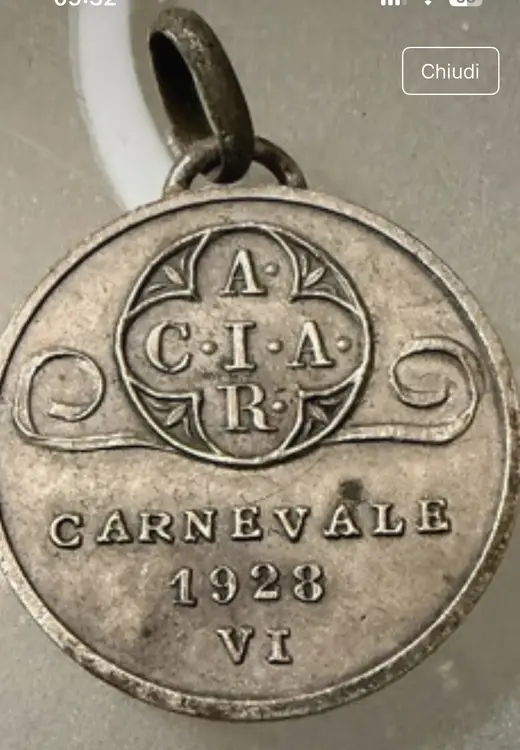 Chiudi
A·
C·I·A·
R·
CARNEVALE
1928
VI